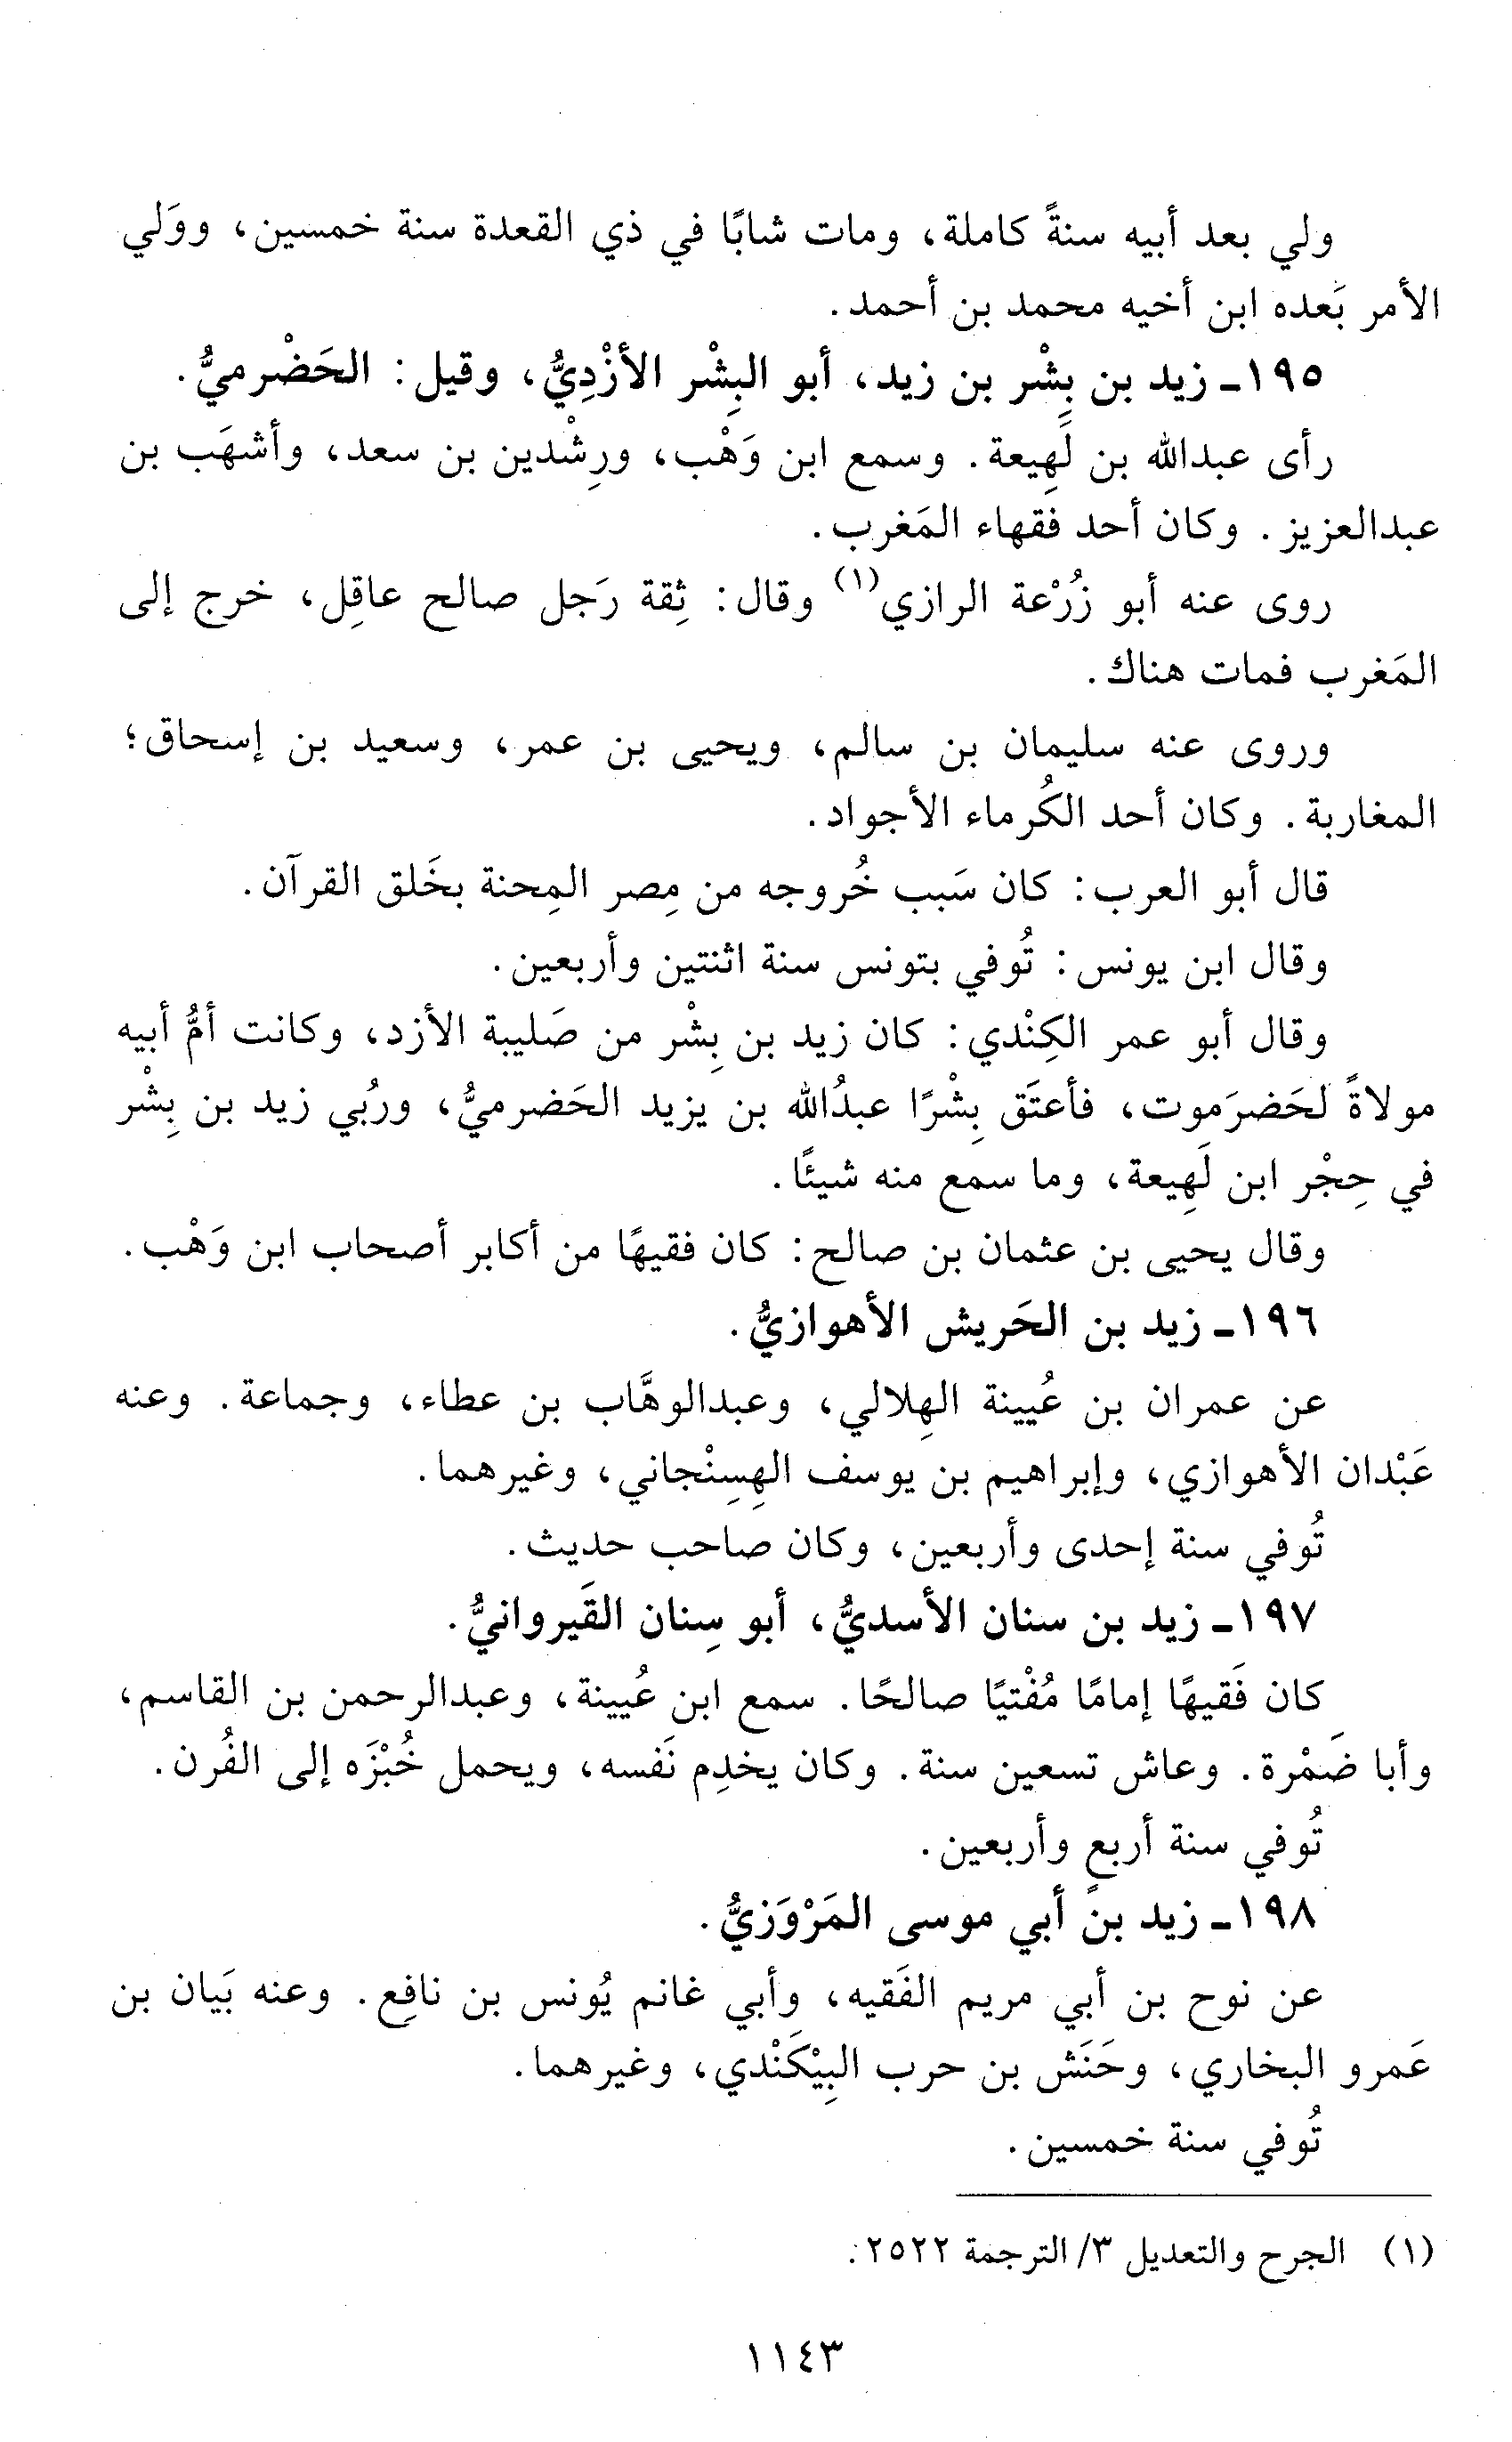 ولي بعد أبيه سنةً كاملة، ومات شابًا في ذي القعدة سنة خمسين، ووَلي
الأمر بَعده ابن أخيه محمد بن أحمد.
١٩٥- زيد بن بِشْر بن زيد، أبو البِشْر الأزْدِيُّ، وقيل: الحَضْرميُّ.
رأى عبدالله بن لَهِيعة. وسمع ابن وَهْب، ورِشْدين بن سعد، وأشهَب بن
عبدالعزيز. وكان أحد فُقهاء المَغرب.
روى عنه أبو زُرْعة الرازي(١) وقال: ثِقة رَجل صالح عاقِل، خرج إلى
المَغرب فمات هناك.
وروى عنه سليمان بن سالم، ويحيى بن عمر، وسعيد بن إسحاق؛
المغاربة. وكان أحد الكُرماء الأجواد.
قال أبو العرب: كان سَبب خُروجه من مِصر المِحنة بخَلق القرآن.
وقال ابن يونس: تُوفي بتونس سنة اثنتين وأربعين.
وقال أبو عمر الكِنْدي: كان زيد بن بِشْر من صَليبة الأزد، وكانت أمُّ أبيه
مولاةً لحَضرَموت، فأعتَق بِشْرًا عبدُالله بن يزيد الحَضرميُّ، وربُي زيد بن بِشْر
في حِجْر ابن لَهِيعة، وما سمع منه شيئًا.
وقال يحيى بن عثمان بن صالح: كان فقيهًا من أكابر أصحاب ابن وَهْب.
١٩٦- زيد بن الحَريش الأهوازيُّ.
عن عمران بن عُيينة الهِلالي، وعبدالوهَّاب بن عطاء، وجماعة. وعنه
عَبْدان الأهوازي، وإبراهيم بن يوسف الهِسِنْجاني، وغيرهما.
تُوفي سنة إحدى وأربعين، وكان صاحب حديث.
١٩٧- زيد بن سنان الأسديُّ، أبو سِنان القَيروانيُّ.
كان فَقيهًا إمامًا مُفْتيًا صالحًا. سمع ابن عُيينة، وعبدالرحمن بن القاسم،
وأبا ضَمْرة. وعاش تسعين سنة. وكان يخدِم نَفسه، ويحمل خُبْزَه إلى الفُرن.
تُوفي سنة أربع وأربعين.
١٩٨- زيد بن أبي موسى المَرْوَزيُّ.
عن نوح بن أبي مريم الفَقيه، وأبي غانم يُونس بن نافِع. وعنه بَيان بن
عَمرو البخاري، وحَنَش بن حرب البِيْكَنْدي، وغيرهما.
تُوفي سنة خمسين.
(١) الجرح والتعديل ٣/ الترجمة ٢٥٢٢.
١١٤٣